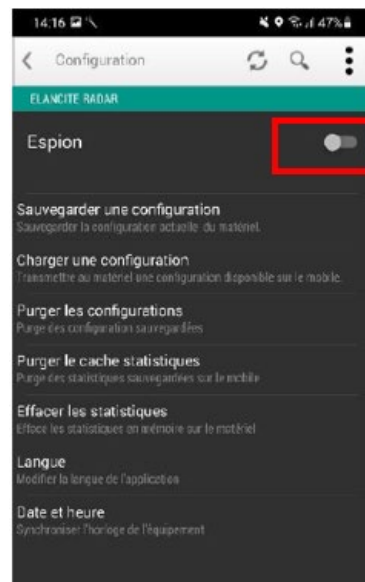 14:16
47%
Configuration
ELANCITE RADAR
Espion
Sauvegarder une configuration
Sauvegarder la configuration actuelle du matériel.
Charger une configuration
Transmettre au matériel une configuration disponible sur le mobile.
Purger les configurations
Purge des configuration sauvegardées
Purger le cache statistiques
Purge des statistiques sauvegardées sur le mobile
Effacer les statistiques
Efface les statistiques en mémoire sur le matériel
Langue
Modifier la langue de l'application
Date et heure
Synchroniser l'horloge de l'équipement